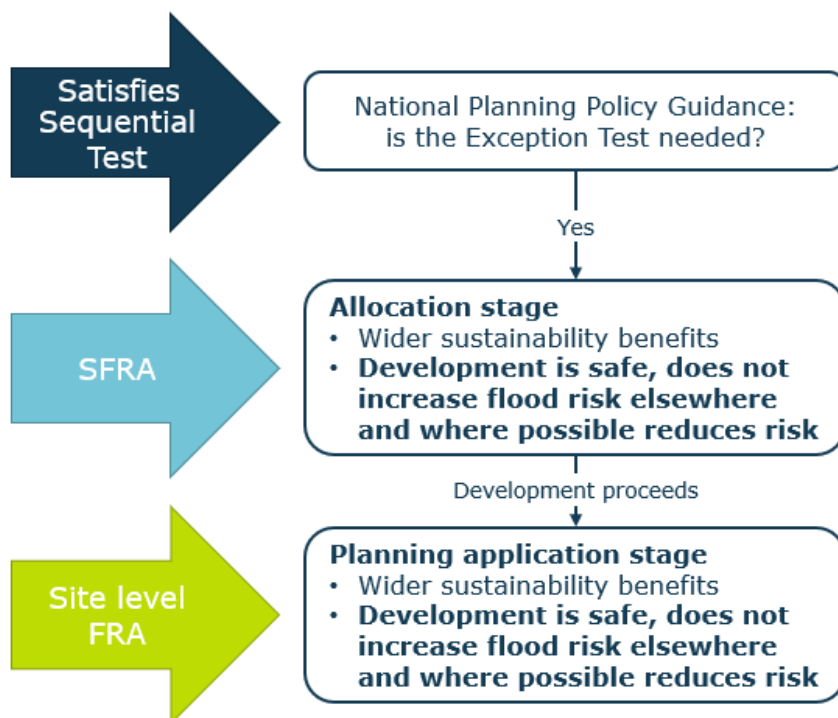 Satisfies
Sequential
Test
National Planning Policy Guidance:
is the Exception Test needed?
Yes
SFRA
Allocation stage
• Wider sustainability benefits
• Development is safe, does not
increase flood risk elsewhere
and where possible reduces risk
Development proceeds
Site level
FRA
Planning application stage
• Wider sustainability benefits
• Development is safe, does not
increase flood risk elsewhere
and where possible reduces risk